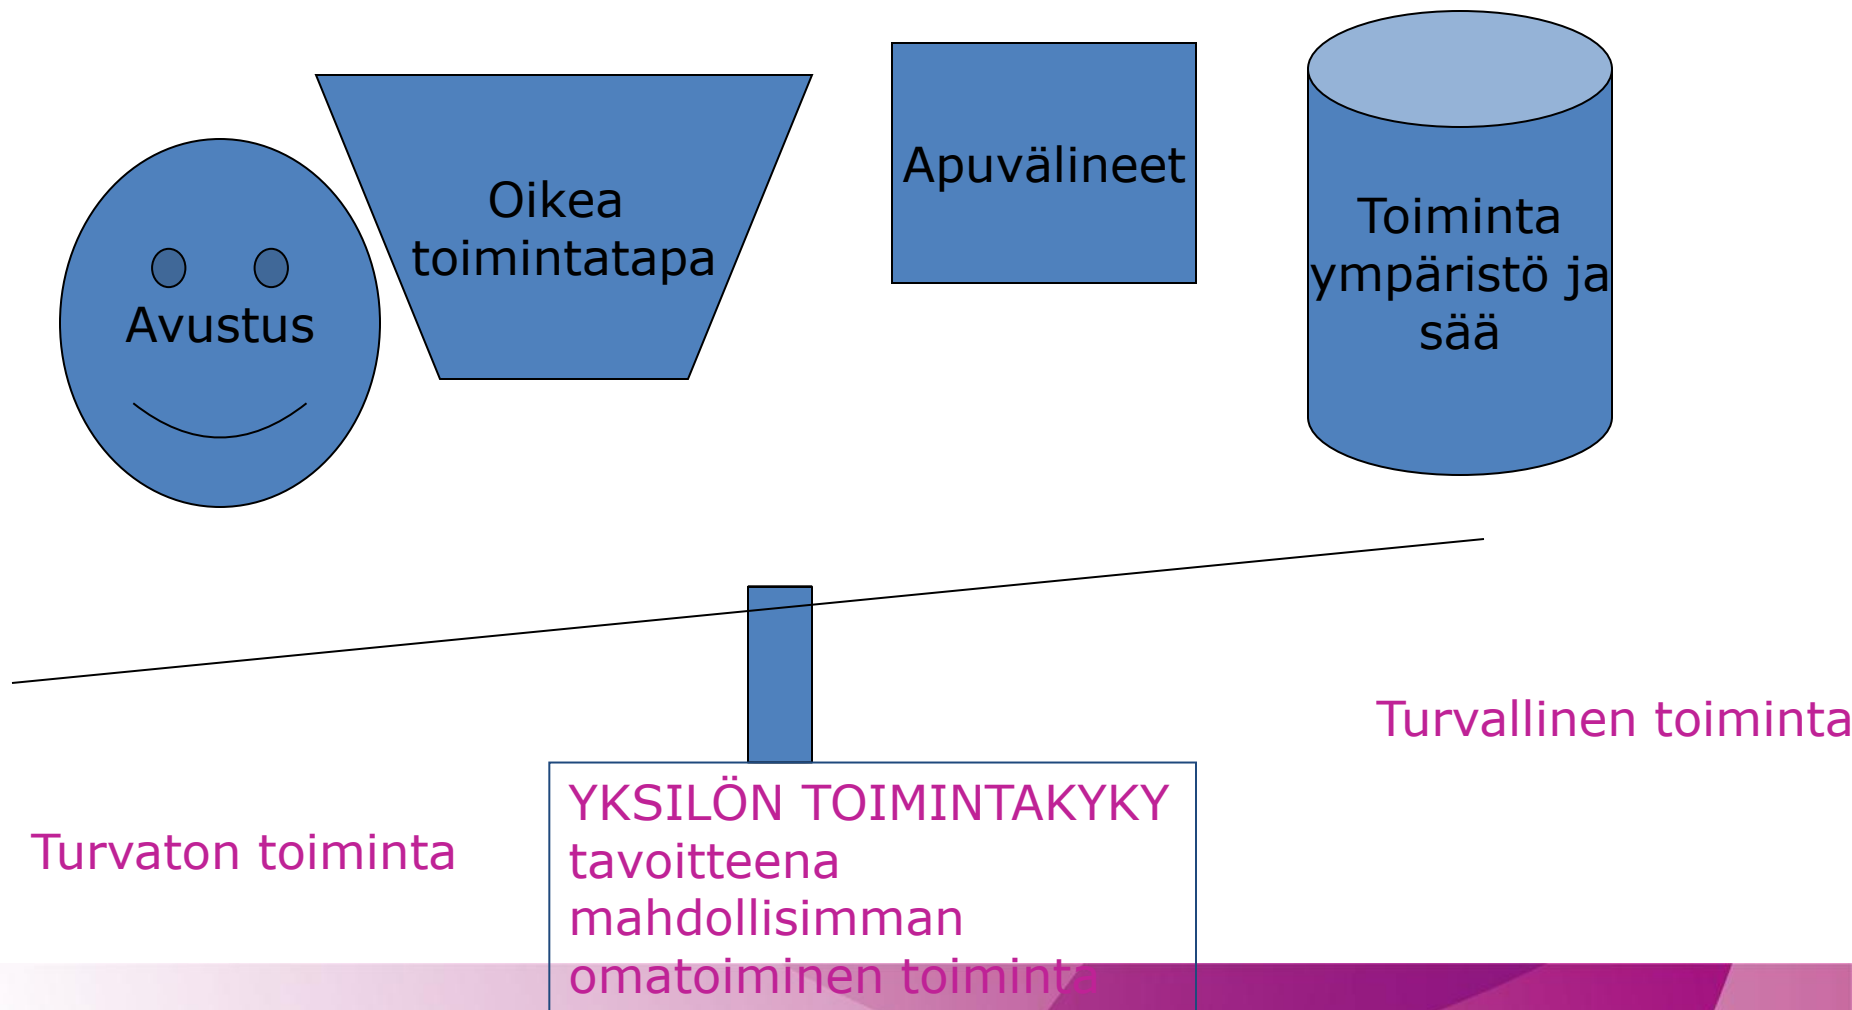 Avustus
Oikea
toimintatapa
Apuvälineet
Toiminta
ympäristö ja
sää
Turvallinen toiminta
Turvaton toiminta
YKSILÖN TOIMINTAKYKY
tavoitteena
mahdollisimman
omatoiminen toiminta